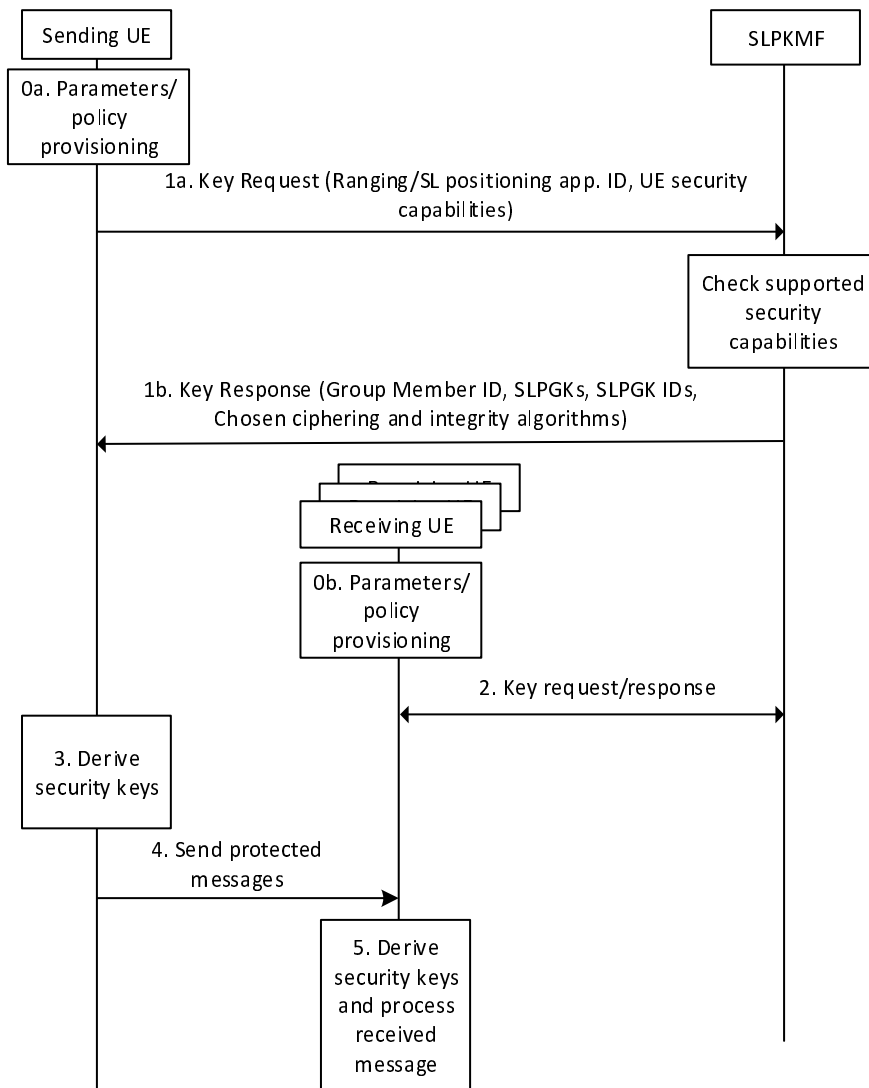 Sending UE
SLPKMF
0a. Parameters/
policy
provisioning
1a. Key Request (Ranging/SL positioning app. ID, UE security
capabilities)
Check supported
security
capabilities
1b. Key Response (Group Member ID, SLPGKs, SLPGK IDs,
Chosen ciphering and integrity algorithms)
Receiving UE
0b. Parameters/
policy
provisioning
2. Key request/response
3. Derive
security keys
4. Send protected
messages
5. Derive
security keys
and process
received
message